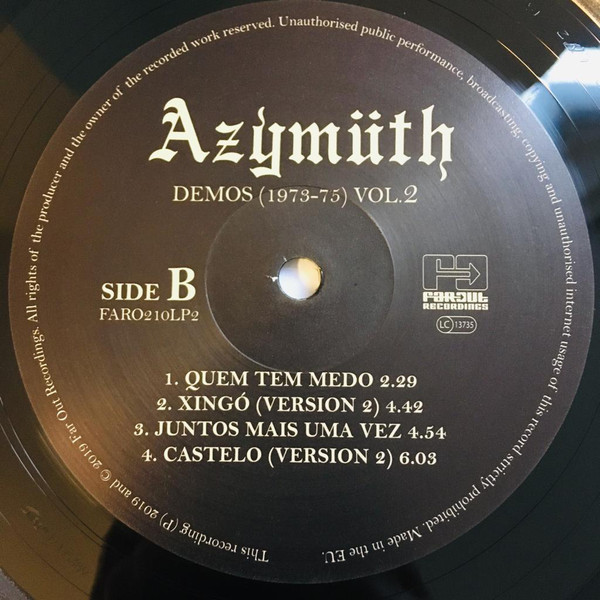 Azymüth
DEMOS (1973-75) VOL.2
SIDE B
FARO210LP2
FAROUT
RECORDINGS
LC 13735
1. QUEM TEM MEDO 2.29
2. XINGÓ (VERSION 2) 4.42
3. JUNTOS MAIS UMA VEZ 4.54
4. CASTELO (VERSION 2) 6.03
This recording (P) 2019 and © 2019 Far Out Recordings. All rights of the producer and the owner of the recorded work reserved. Unauthorised public performance, broadcasting, copying and unauthorised internet usage of this record strictly prohibited. Made in the EU.